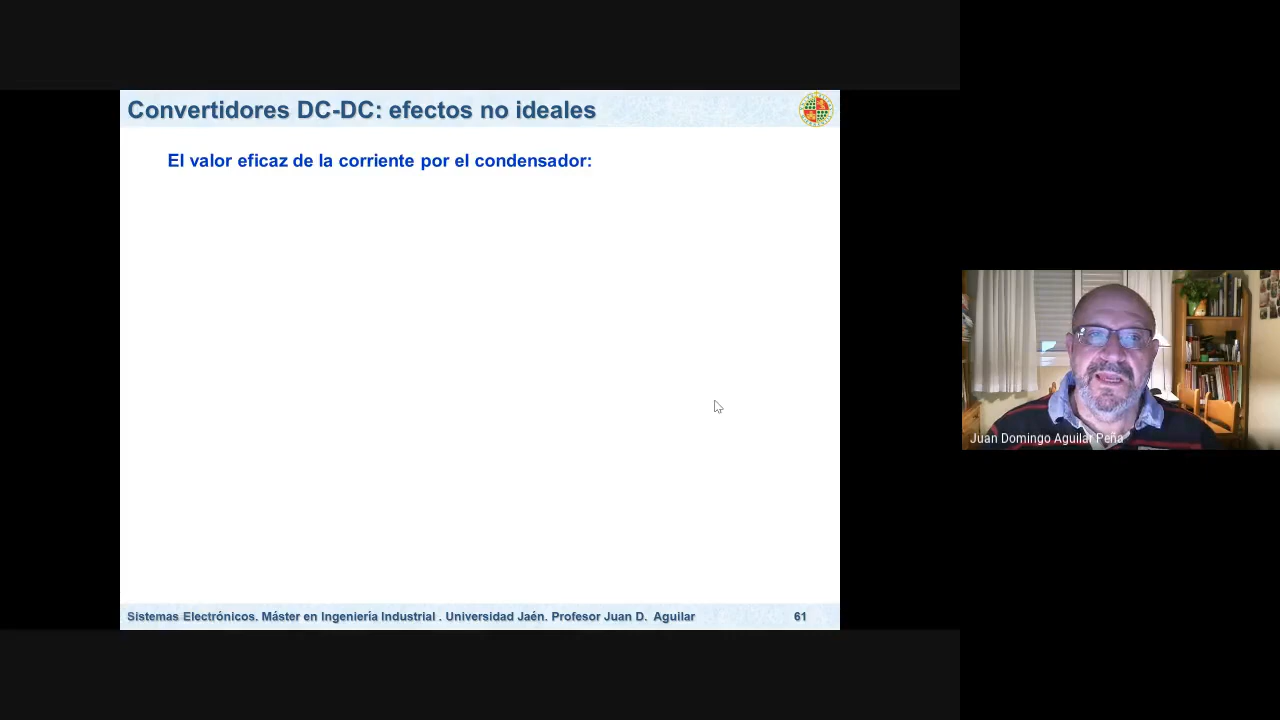 Convertidores DC-DC: efectos no ideales
El valor eficaz de la corriente por el condensador:
Juan Domingo Aguilar Peña
Sistemas Electrónicos. Máster en Ingeniería Industrial . Universidad Jaén. Profesor Juan D. Aguilar 61